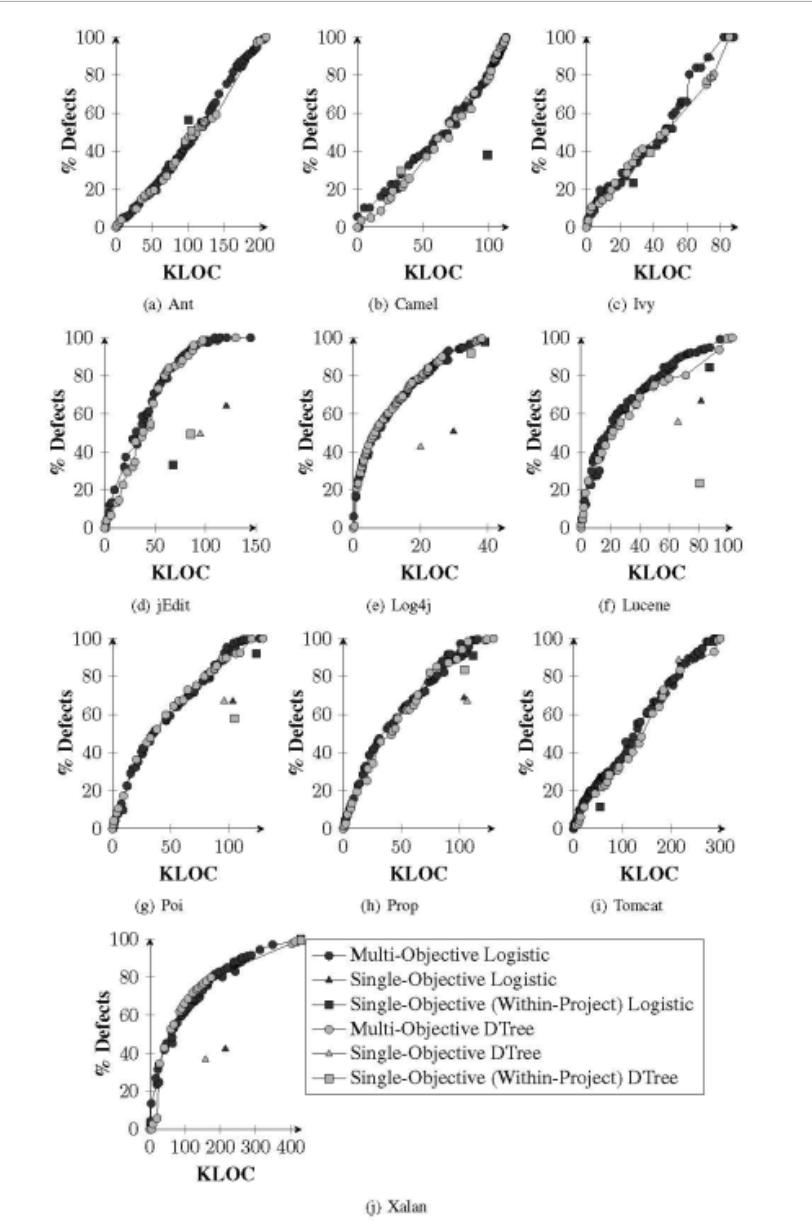 100
80
60
40
20
0
% Defects
0 50 100 150 200
KLOC
(a) Ant
100
80
60
40
20
0
% Defects
0 50 100
KLOC
(b) Camel
100
80
60
40
20
0
% Defects
0 20 40 60 80
KLOC
(c) Ivy
100
80
60
40
20
0
% Defects
0 50 100 150
KLOC
(d) jEdit
100
80
60
40
20
0
% Defects
0 20 40
KLOC
(e) Log4j
100
80
60
40
20
0
% Defects
0 20 40 60 80 100
KLOC
(f) Lucene
100
80
60
40
20
0
% Defects
0 50 100
KLOC
(g) Poi
100
80
60
40
20
0
% Defects
0 50 100
KLOC
(h) Prop
100
80
60
40
20
0
% Defects
0 100 200 300
KLOC
(i) Tomcat
100
80
60
40
20
0
% Defects
0 100 200 300 400
KLOC
(j) Xalan
Multi-Objective Logistic
Single-Objective Logistic
Single-Objective (Within-Project) Logistic
Multi-Objective DTree
Single-Objective DTree
Single-Objective (Within-Project) DTree